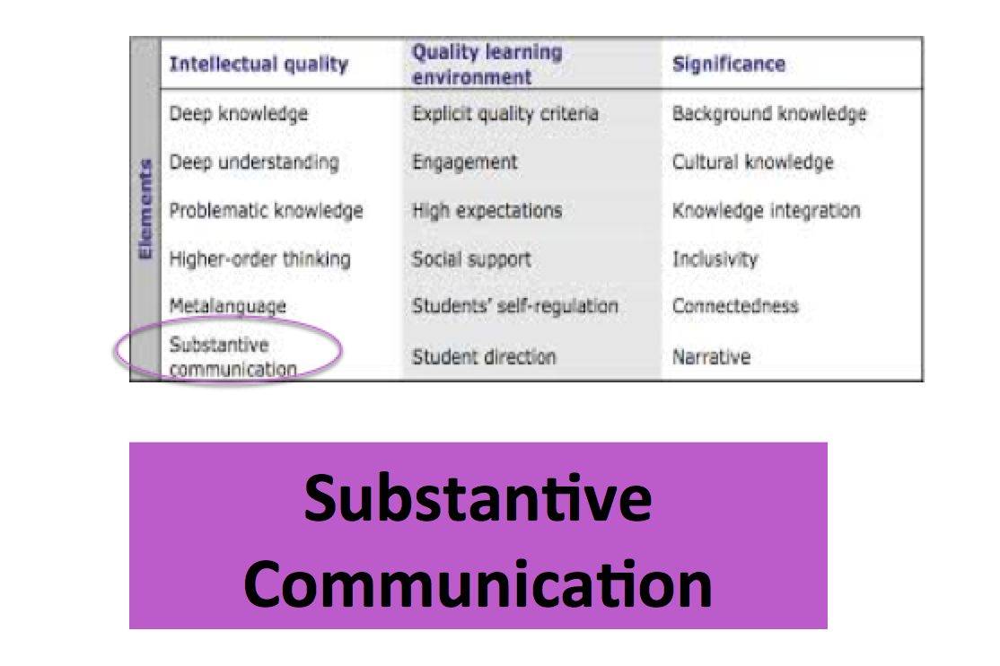 Elements
Intellectual quality
Quality learning
environment
Significance
Deep knowledge
Explicit quality criteria
Background knowledge
Deep understanding
Engagement
Cultural knowledge
Problematic knowledge
High expectations
Knowledge integration
Higher-order thinking
Social support
Inclusivity
Metalanguage
Students' self-regulation
Connectedness
Substantive
communication
Student direction
Narrative
Substantive
Communication